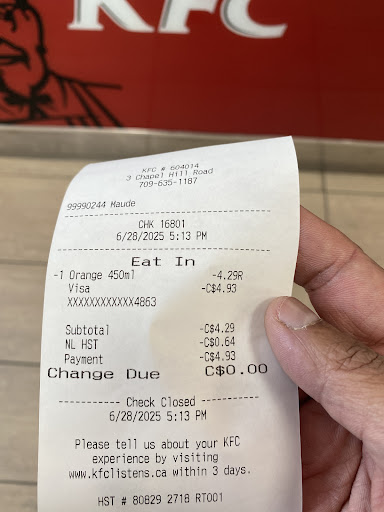 KFC
KFC # 604014
3 Chapel Hill Road
709-635-1187
99990244 Maude
CHK 16801
6/28/2025 5:13 PM
Eat In
-1 Orange 450ml -4.29R
Visa -C$4.93
XXXXXXXXXXXX4863
Subtotal -C$4.29
NL HST -C$0.64
Payment -C$4.93
Change Due C$0.00
---------- Check Closed ----------
6/28/2025 5:13 PM
Please tell us about your KFC
experience by visiting
www.kfclistens.ca within 3 days.
HST # 80829 2718 RT001